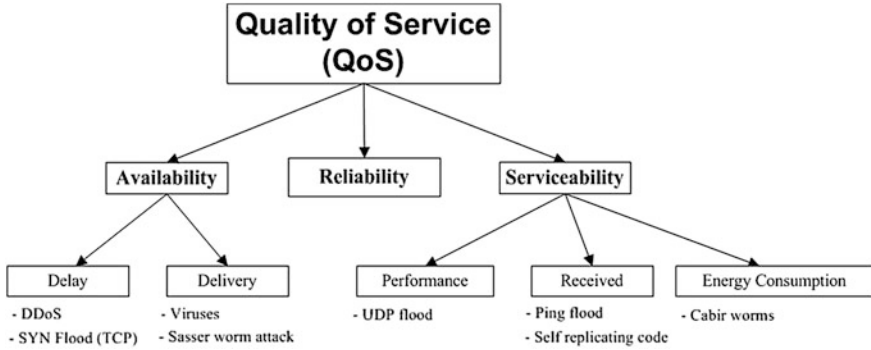 Quality of Service
(QoS)
Availability
Reliability
Serviceability
Delay
Delivery
Performance
Received
Energy Consumption
- DDoS
- SYN Flood (TCP)
- Viruses
- Sasser worm attack
- UDP flood
- Ping flood
- Self replicating code
- Cabir worms